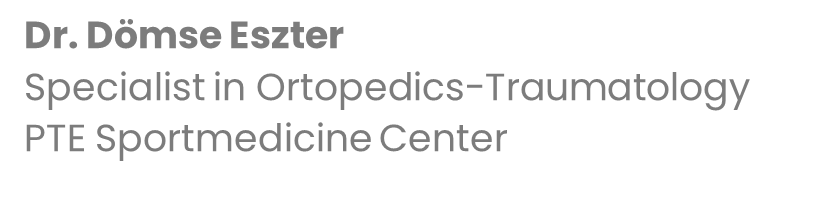 Dr. Dömse Eszter
Specialist in Ortopedics-Traumatology
PTE Sportmedicine Center